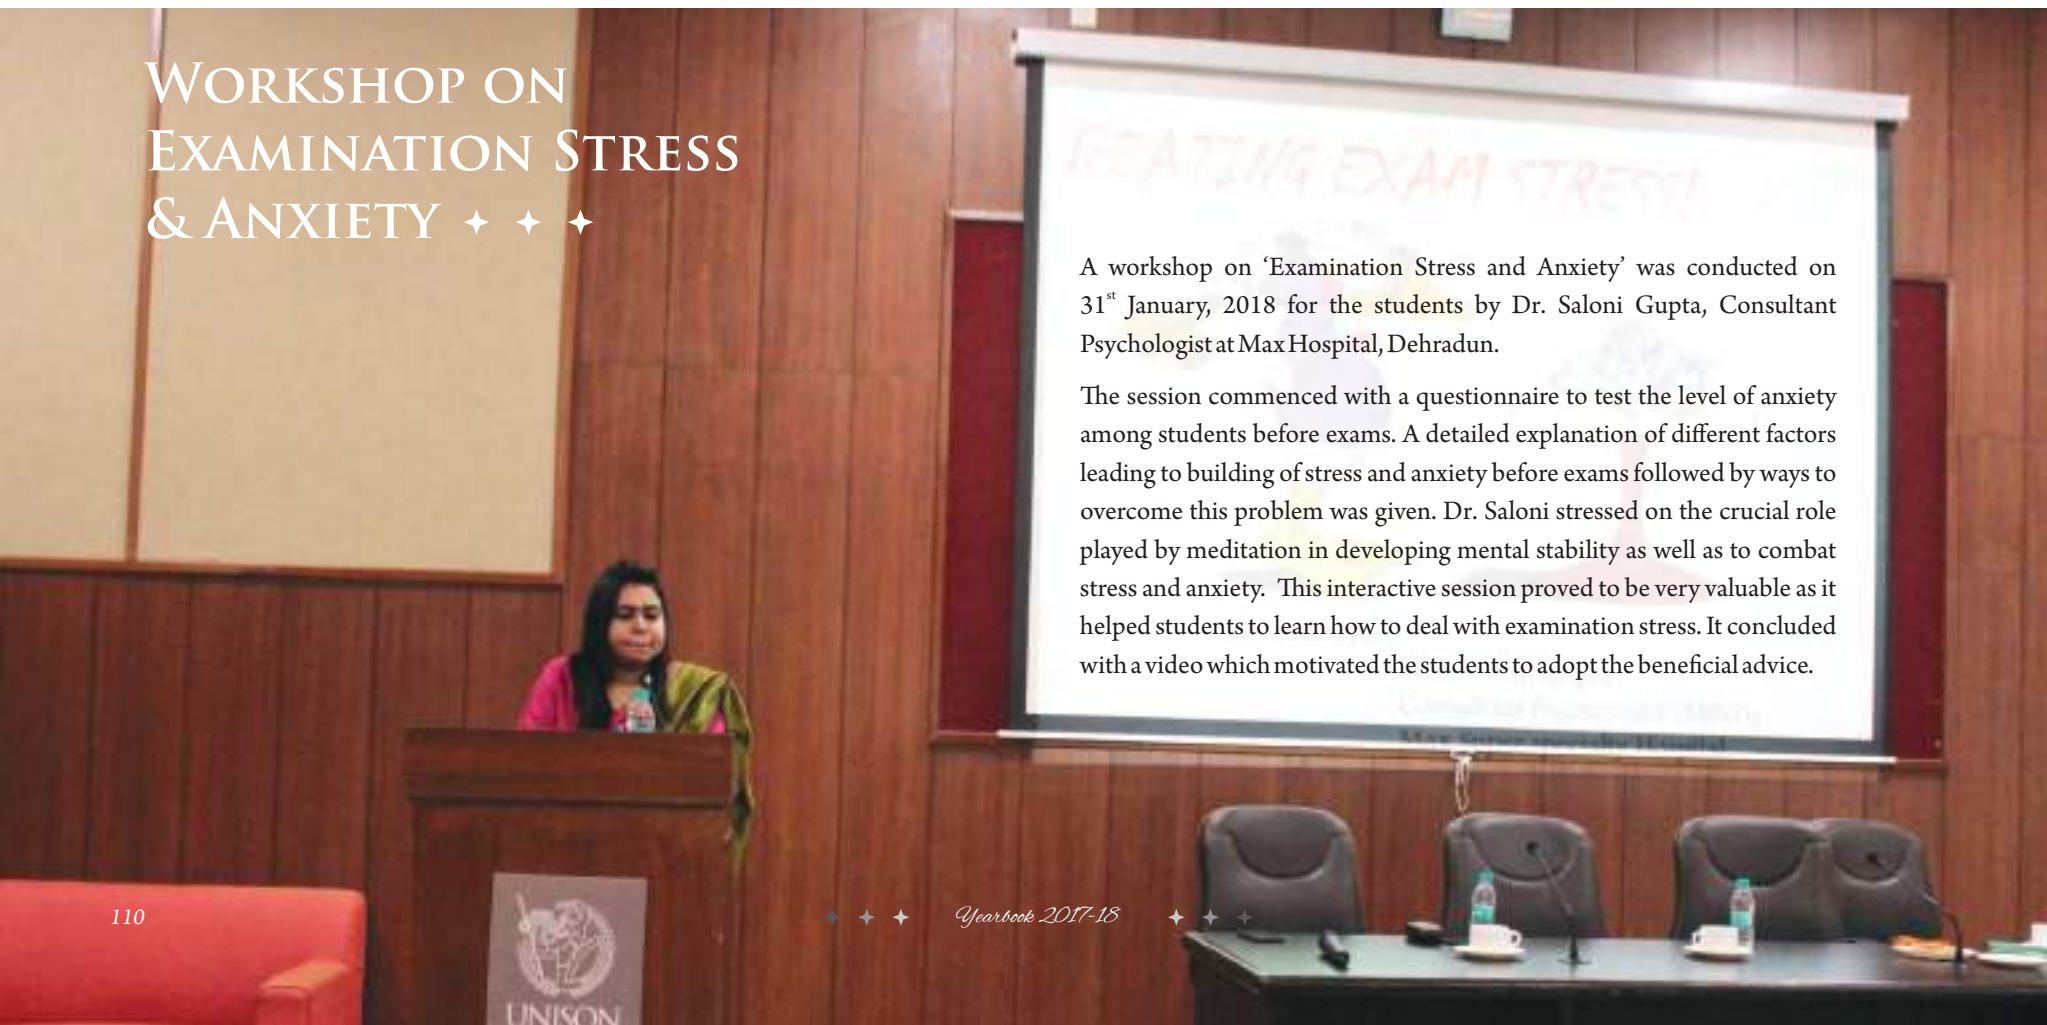 WORKSHOP ON
EXAMINATION STRESS
& ANXIETY
BEATING EXAM STRESS!
A workshop on ‘Examination Stress and Anxiety’ was conducted on
31st January, 2018 for the students by Dr. Saloni Gupta, Consultant
Psychologist at Max Hospital, Dehradun.
The session commenced with a questionnaire to test the level of anxiety
among students before exams. A detailed explanation of different factors
leading to building of stress and anxiety before exams followed by ways to
overcome this problem was given. Dr. Saloni stressed on the crucial role
played by meditation in developing mental stability as well as to combat
stress and anxiety. This interactive session proved to be very valuable as it
helped students to learn how to deal with examination stress. It concluded
with a video which motivated the students to adopt the beneficial advice.
110
Yearbook 2017-18
UNISON